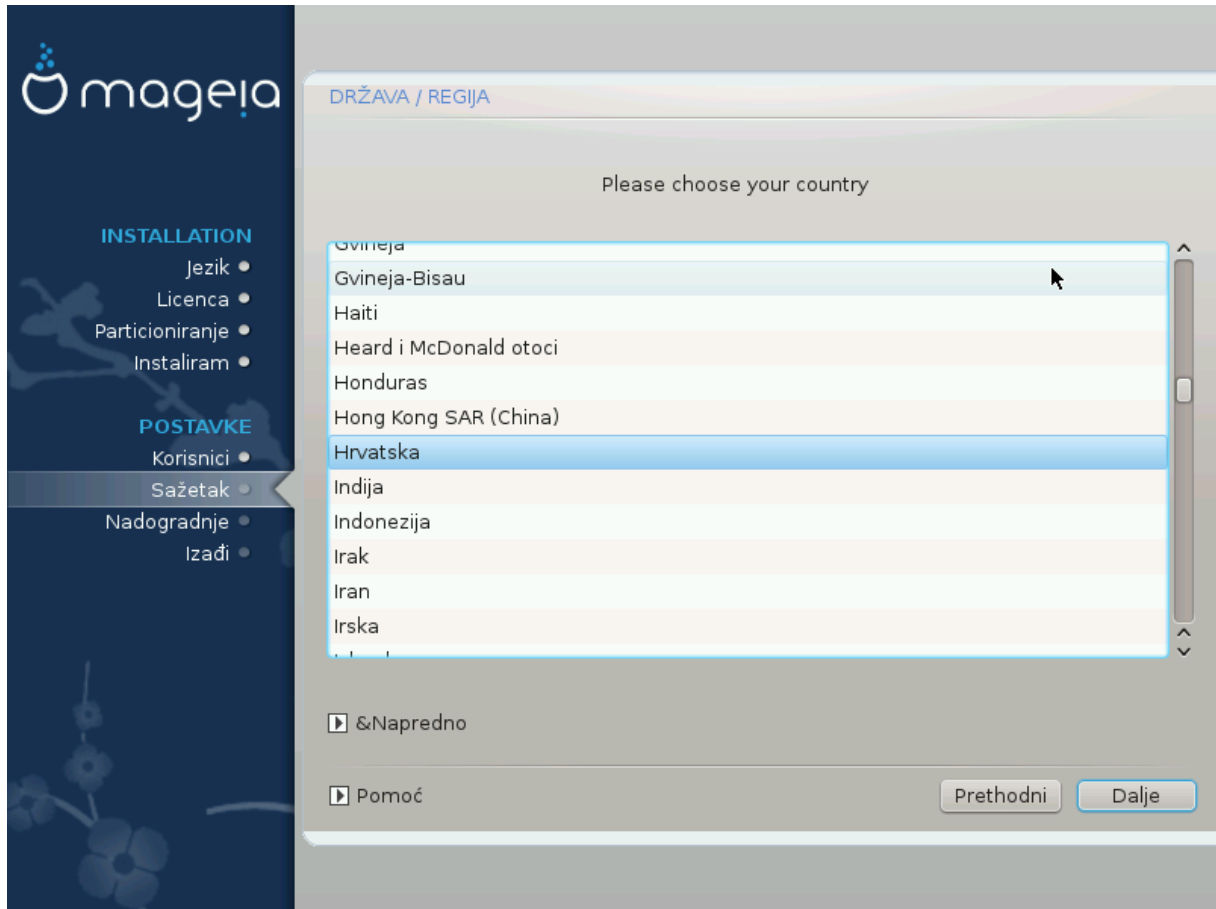 mageia
INSTALLATION
Jezik
Licenca
Particioniranje
Instaliram
POSTAVKE
Korisnici
Sažetak
Nadogradnje
Izađi
DRŽAVA / REGIJA
Please choose your country
Gvineja
Gvineja-Bisau
Haiti
Heard i McDonald otoci
Honduras
Hong Kong SAR (China)
Hrvatska
Indija
Indonezija
Irak
Iran
Irska
&Napredno
Pomoć
Prethodni
Dalje